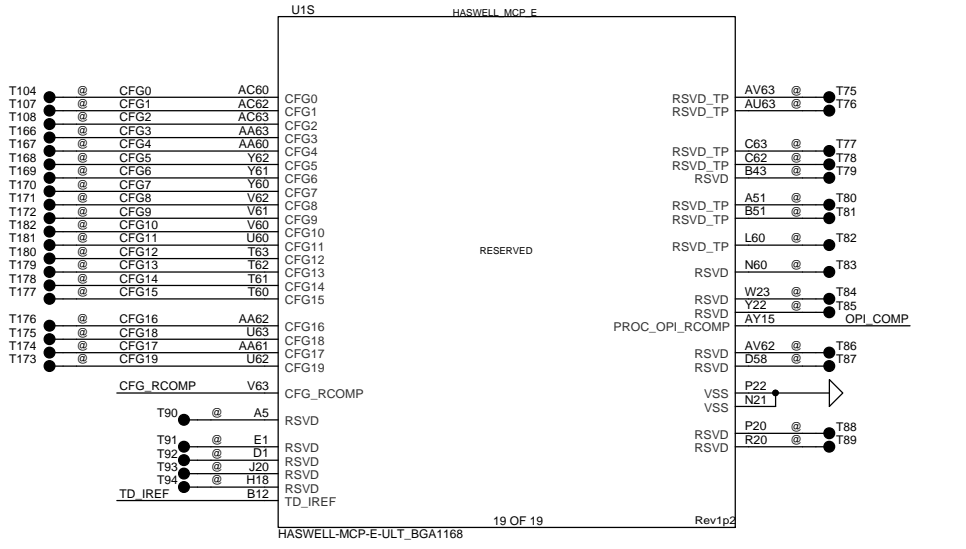 U1S HASWELL_MCP_E
T104 @ CFG0 AC60 CFG0 RSVD_TP AV63 @ T75
T107 @ CFG1 AC62 CFG1 RSVD_TP AU63 @ T76
T108 @ CFG2 AC63 CFG2
T166 @ CFG3 AA63 CFG3
T167 @ CFG4 AA60 CFG4 RSVD_TP C63 @ T77
T168 @ CFG5 Y62 CFG5 RSVD_TP C62 @ T78
T169 @ CFG6 Y61 CFG6 RSVD B43 @ T79
T170 @ CFG7 Y60 CFG7
T171 @ CFG8 V62 CFG8 RSVD_TP A51 @ T80
T172 @ CFG9 V61 CFG9 RSVD_TP B51 @ T81
T182 @ CFG10 V60 CFG10
T181 @ CFG11 U60 CFG11 RSVD_TP L60 @ T82
T180 @ CFG12 T63 CFG12 RESERVED
T179 @ CFG13 T62 CFG13 RSVD N60 @ T83
T178 @ CFG14 T61 CFG14
T177 @ CFG15 T60 CFG15 RSVD W23 @ T84
RSVD Y22 @ T85
T176 @ CFG16 AA62 CFG16 PROC_OPI_RCOMP AY15 OPI_COMP
T175 @ CFG18 U63 CFG18
T174 @ CFG17 AA61 CFG17 RSVD AV62 @ T86
T173 @ CFG19 U62 CFG19 RSVD D58 @ T87
CFG_RCOMP V63 CFG_RCOMP VSS P22
VSS N21
T90 @ A5 RSVD
RSVD P20 @ T88
T91 @ E1 RSVD RSVD R20 @ T89
T92 @ D1 RSVD
T93 @ J20 RSVD
T94 @ H18 RSVD
TD_IREF B12 TD_IREF
19 OF 19 Rev1p2
HASWELL-MCP-E-ULT_BGA1168